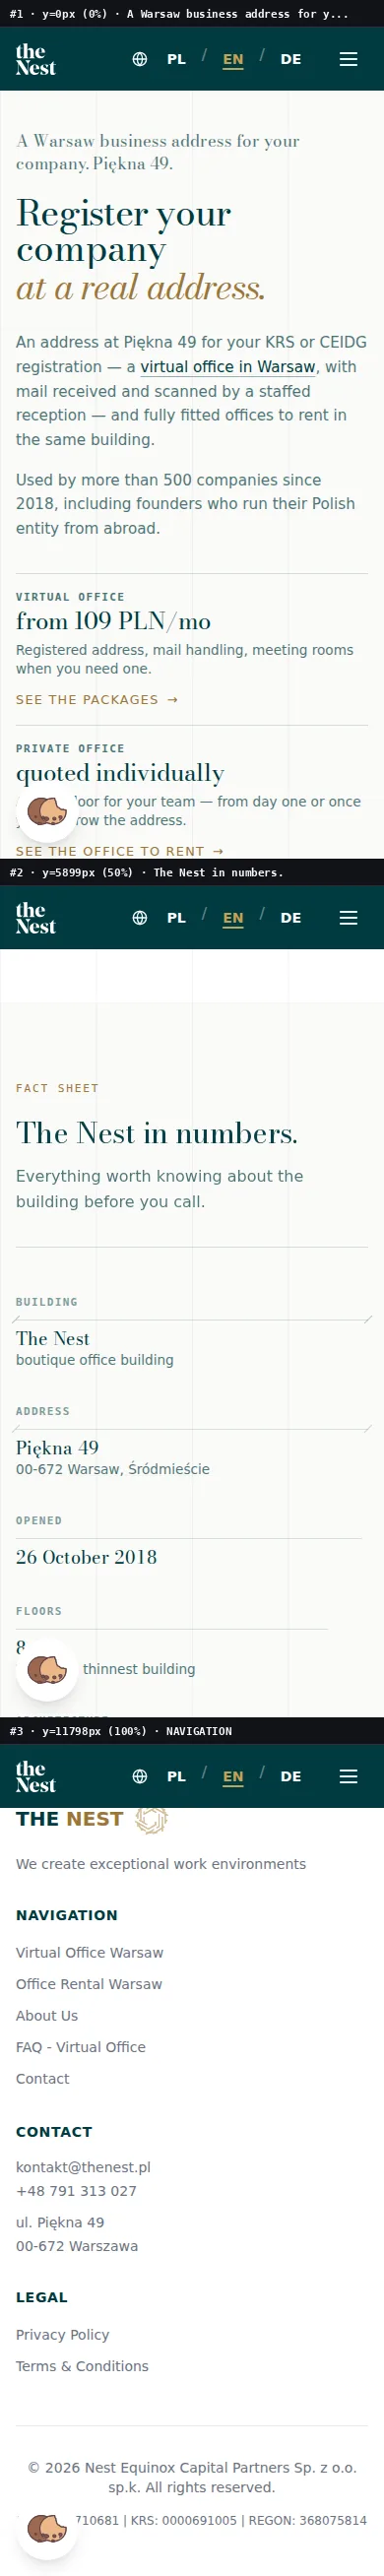 #1 · y=0px (0%) · A Warsaw business address for y...
the
Nest
PL / EN / DE
A Warsaw business address for your
company. Piękna 49.
Register your
company
at a real address.
An address at Piękna 49 for your KRS or CEIDG
registration — a virtual office in Warsaw, with
mail received and scanned by a staffed
reception — and fully fitted offices to rent in
the same building.
Used by more than 500 companies since
2018, including founders who run their Polish
entity from abroad.
VIRTUAL OFFICE
from 109 PLN/mo
Registered address, mail handling, meeting rooms
when you need one.
SEE THE PACKAGES →
PRIVATE OFFICE
quoted individually
for your team — from day one or once
the address.
SEE THE OFFICE TO RENT →
#2 · y=5899px (50%) · The Nest in numbers.
the
Nest
PL / EN / DE
FACT SHEET
The Nest in numbers.
Everything worth knowing about the
building before you call.
BUILDING
The Nest
boutique office building
ADDRESS
Piękna 49
00-672 Warsaw, Śródmieście
OPENED
26 October 2018
FLOORS
8
thinnest building
#3 · y=11798px (100%) · NAVIGATION
the
Nest
PL / EN / DE
THE NEST
We create exceptional work environments
NAVIGATION
Virtual Office Warsaw
Office Rental Warsaw
About Us
FAQ - Virtual Office
Contact
CONTACT
kontakt@thenest.pl
+48 791 313 027
ul. Piękna 49
00-672 Warszawa
LEGAL
Privacy Policy
Terms & Conditions
© 2026 Nest Equinox Capital Partners Sp. z o.o.
sp.k. All rights reserved.
710681 | KRS: 0000691005 | REGON: 368075814